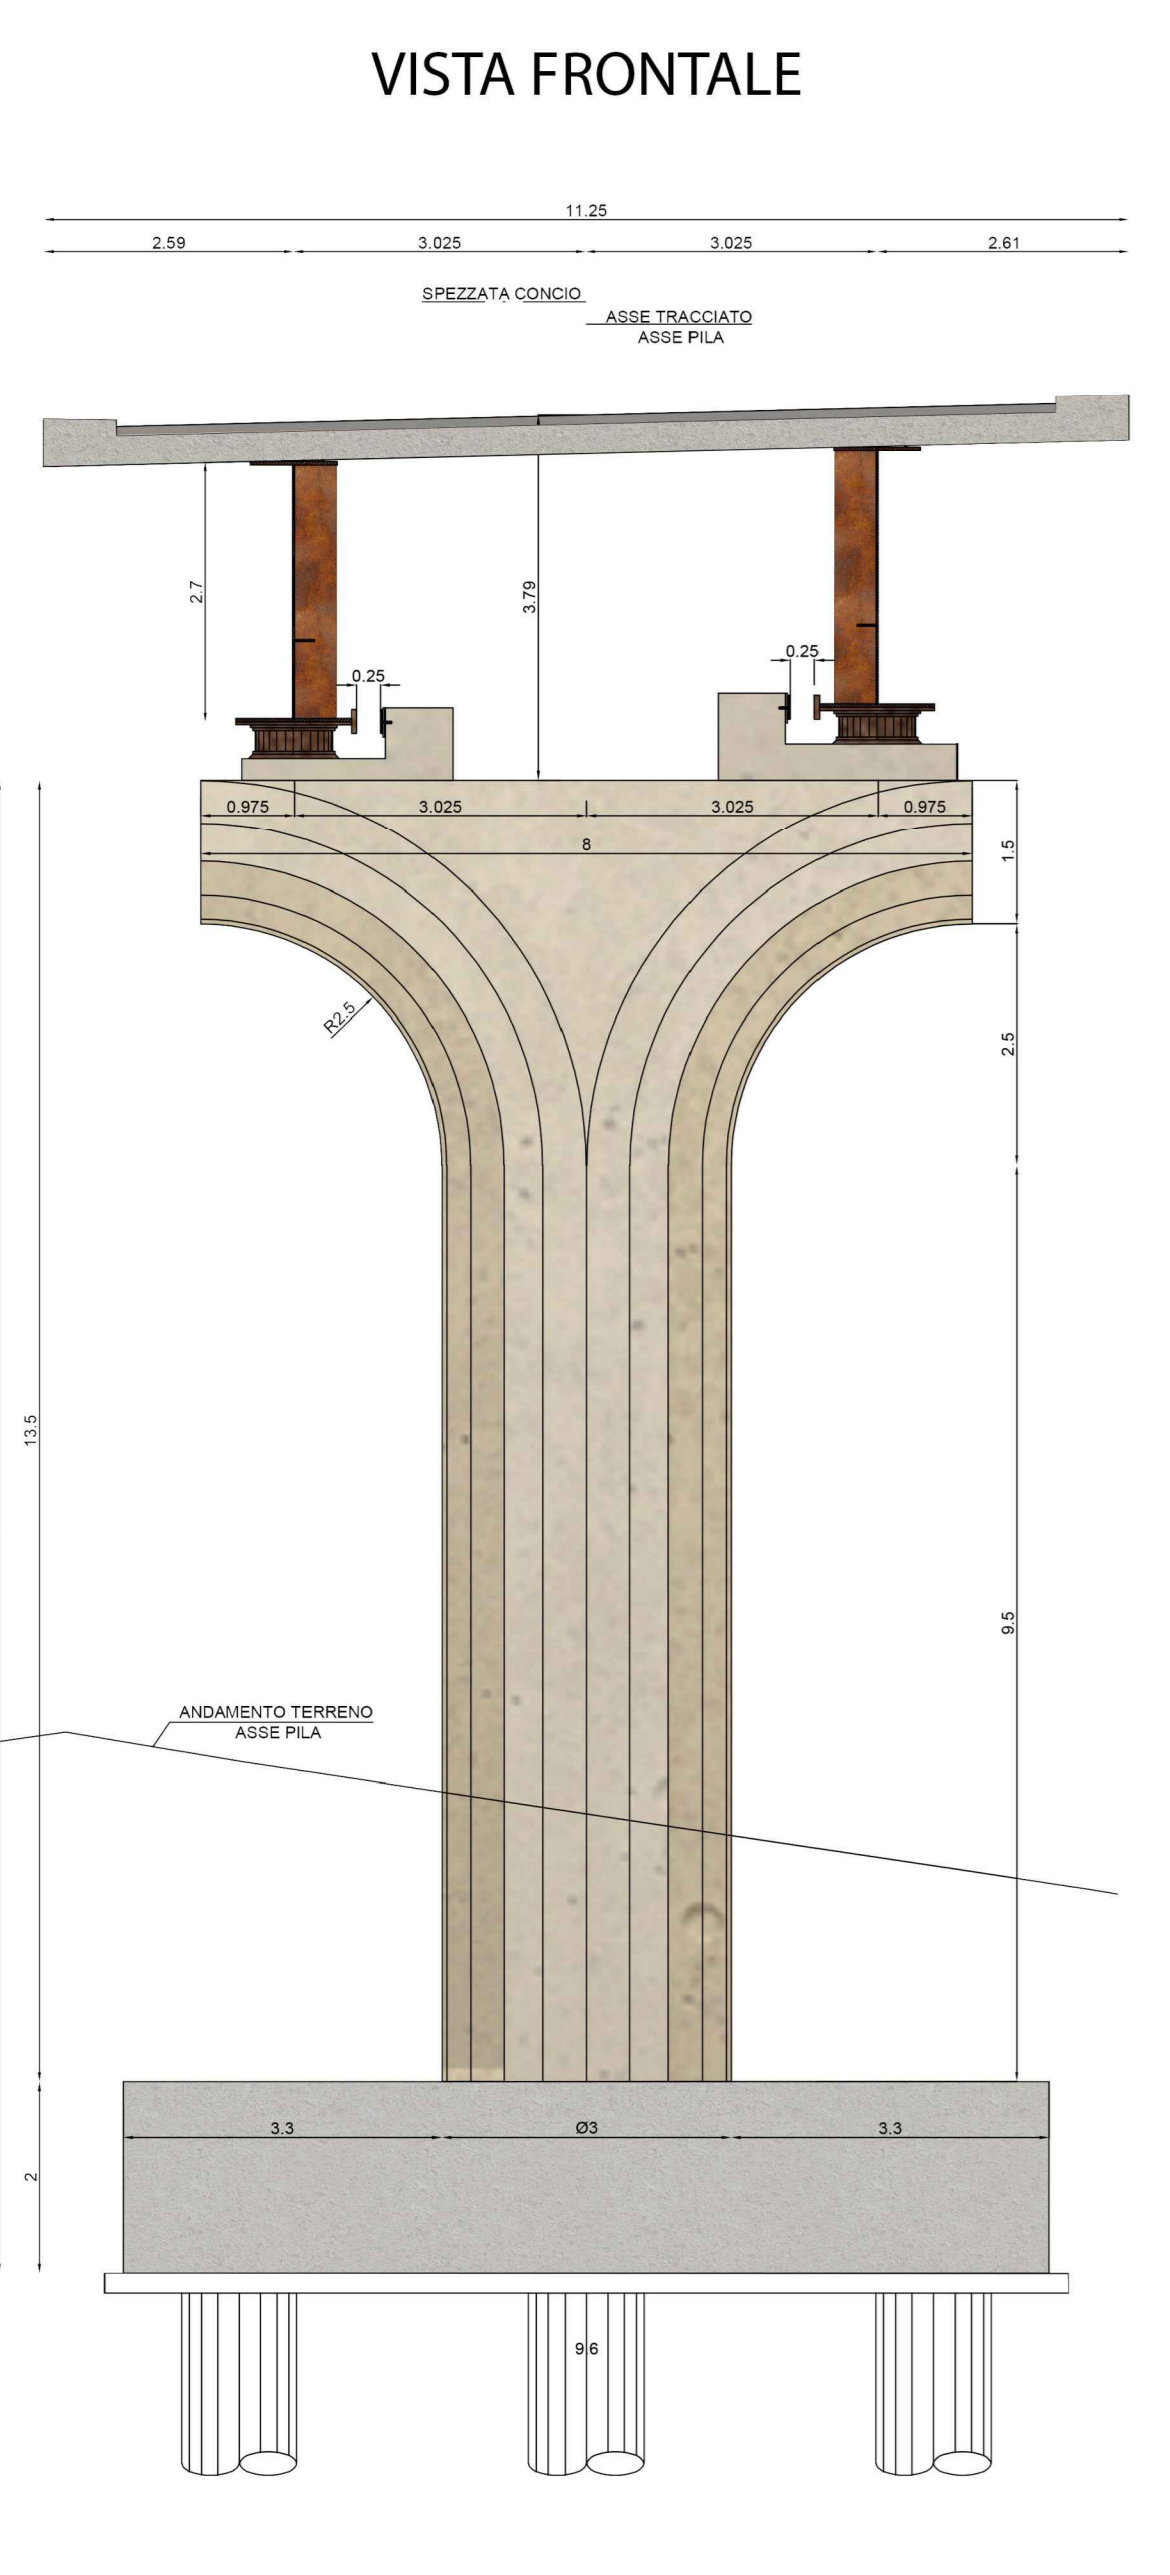 VISTA FRONTALE
11.25
2.59 3.025 3.025 2.61
SPEZZATA CONCIO
ASSE TRACCIATO
ASSE PILA
2.7
3.79
0.25
0.25
0.975 3.025 3.025 0.975
8
1.5
R2.5
2.5
13.5
9.5
ANDAMENTO TERRENO
ASSE PILA
3.3 Ø3 3.3
2
9.6